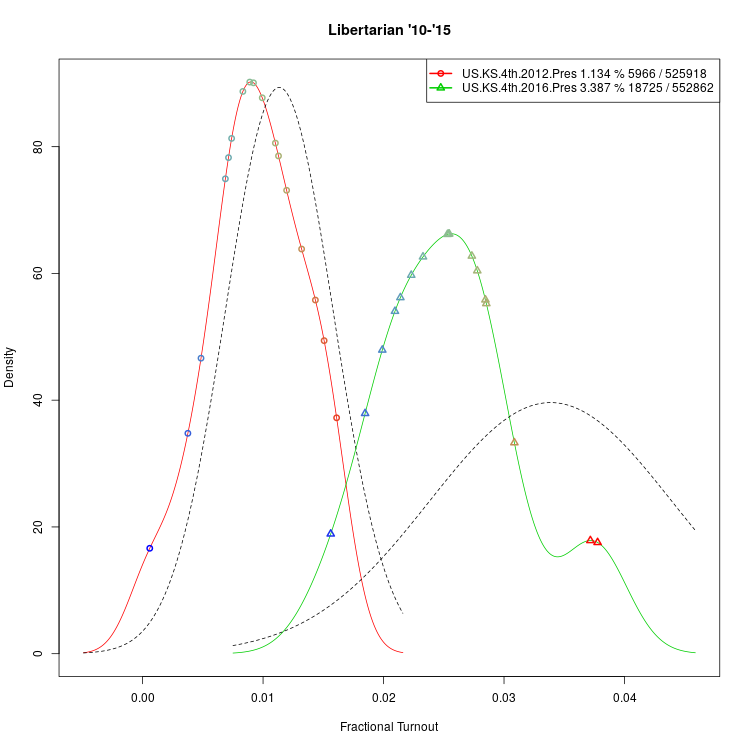 Libertarian '10-'15
US.KS.4th.2012.Pres 1.134 % 5966 / 525918
US.KS.4th.2016.Pres 3.387 % 18725 / 552862
Density
80
60
40
20
0
0.00 0.01 0.02 0.03 0.04
Fractional Turnout